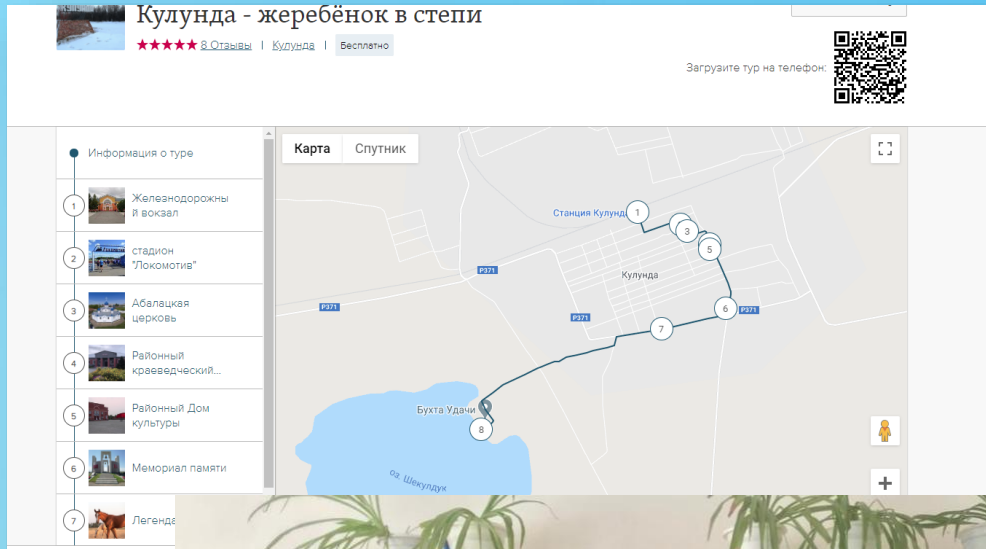 Кулунда - жеребёнок в степи
8 Отзывы | Кулунда | Бесплатно
Загрузите тур на телефон:
Информация о туре
1
Железнодорожны
й вокзал
2
стадион
"Локомотив"
3
Абалацкая
церковь
4
Районный
краеведческий...
5
Районный Дом
культуры
6
Мемориал памяти
7
Легенда
Карта Спутник
Станция Кулунд
1
3
5
Р371
Кулунда
Р371
6
Р371
Р371
7
Бухта Удачи
8
оз. Шекулдук